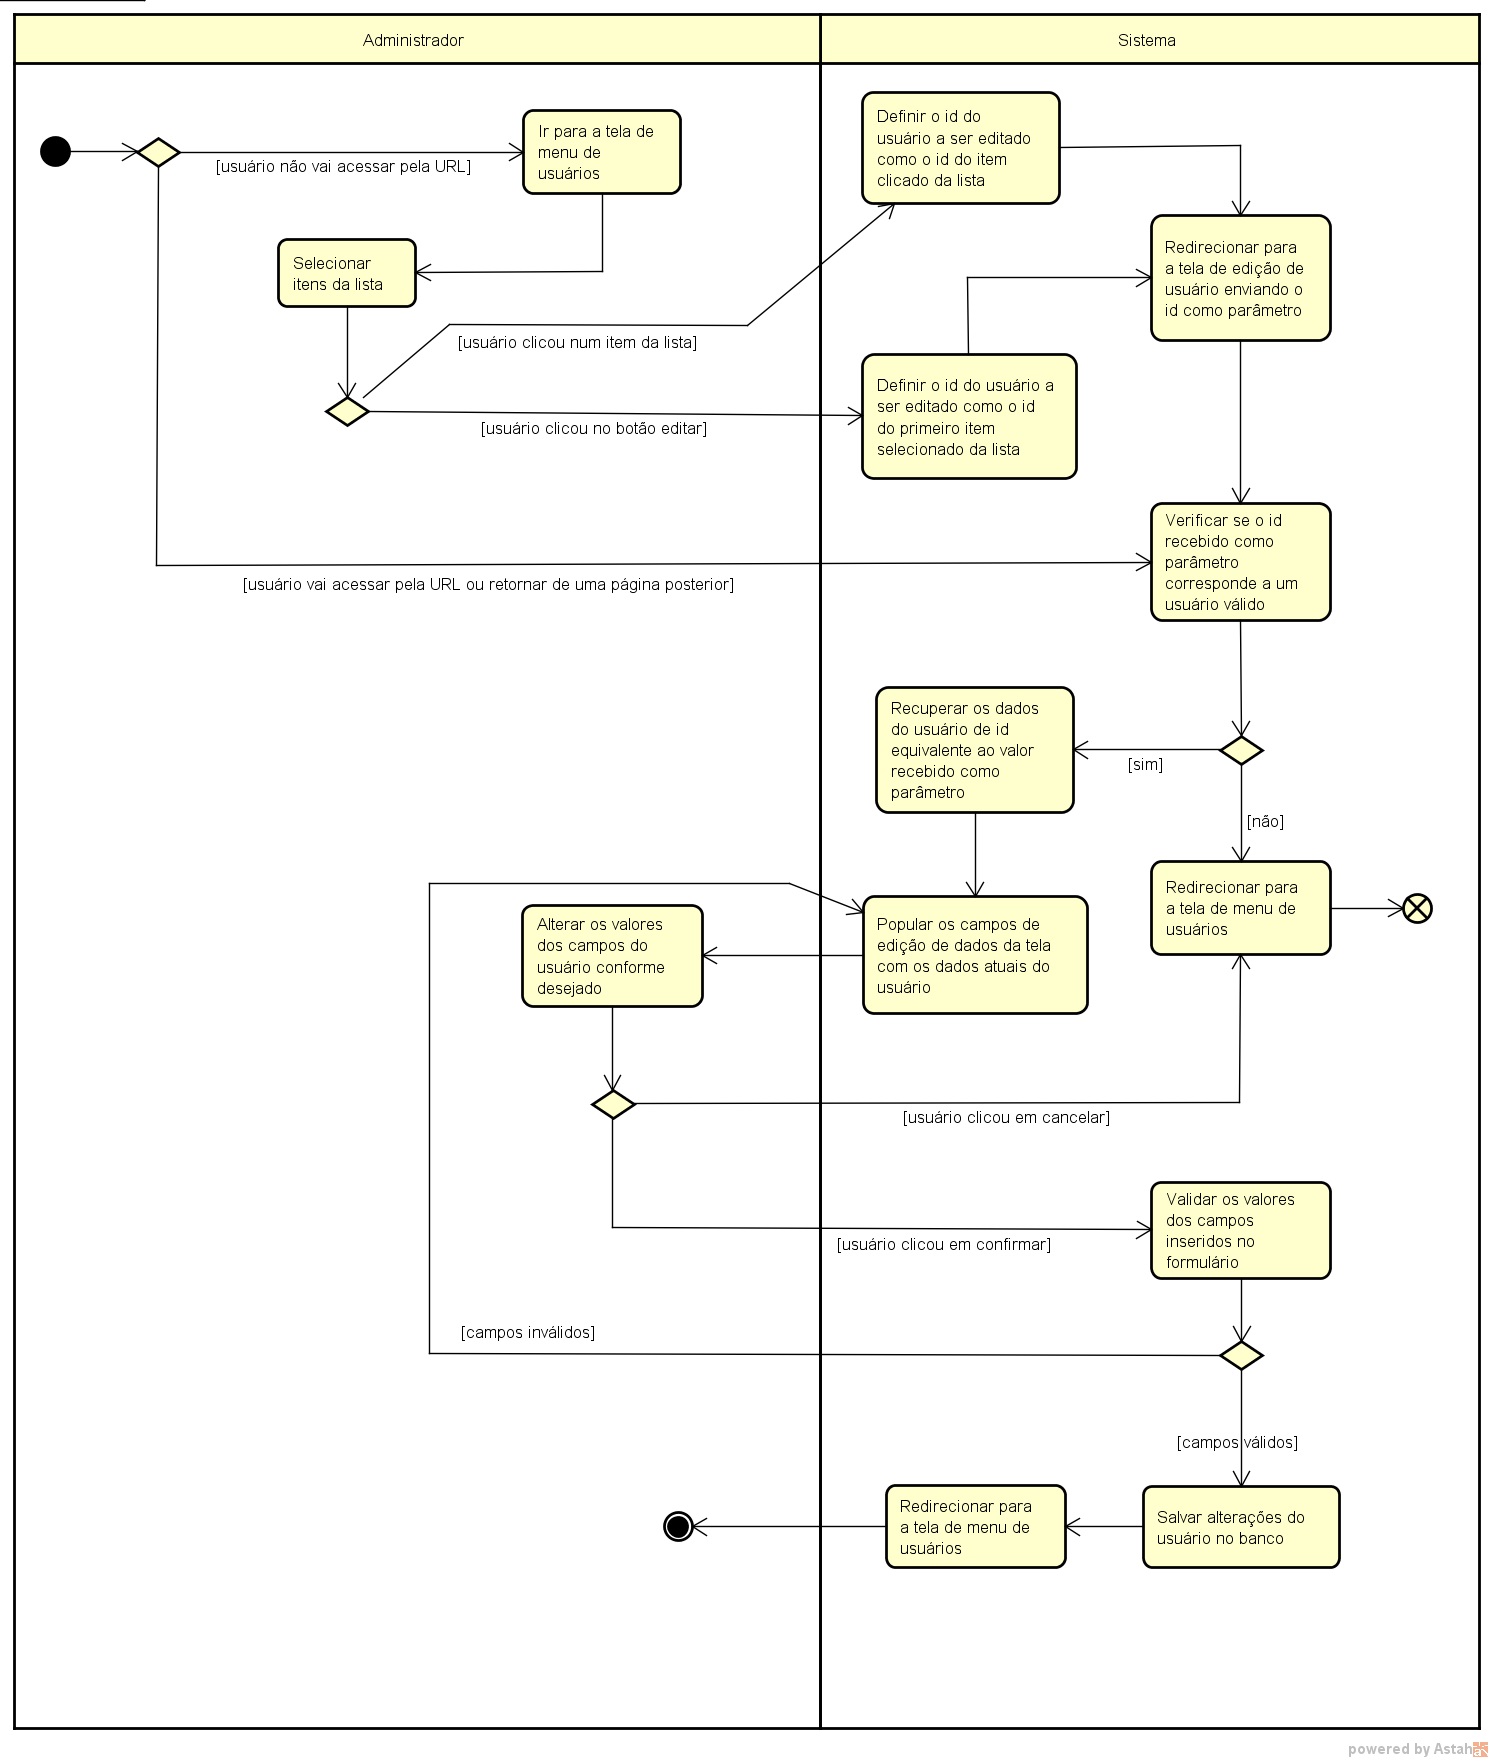 Administrador
Sistema
Ir para a tela de
menu de
usuários
[usuário não vai acessar pela URL]
Definir o id do
usuário a ser editado
como o id do item
clicado da lista
Selecionar
itens da lista
Redirecionar para
a tela de edição de
usuário enviando o
id como parâmetro
[usuário clicou num item da lista]
Definir o id do usuário a
ser editado como o id
do primeiro item
selecionado da lista
[usuário clicou no botão editar]
Verificar se o id
recebido como
parâmetro
corresponde a um
usuário válido
[usuário vai acessar pela URL ou retornar de uma página posterior]
Recuperar os dados
do usuário de id
equivalente ao valor
recebido como
parâmetro
[sim]
[não]
Redirecionar para
a tela de menu de
usuários
Alterar os valores
dos campos do
usuário conforme
desejado
Popular os campos de
edição de dados da tela
com os dados atuais do
usuário
[usuário clicou em cancelar]
Validar os valores
dos campos
inseridos no
formulário
[usuário clicou em confirmar]
[campos inválidos]
[campos válidos]
Redirecionar para
a tela de menu de
usuários
Salvar alterações do
usuário no banco
powered by Astah